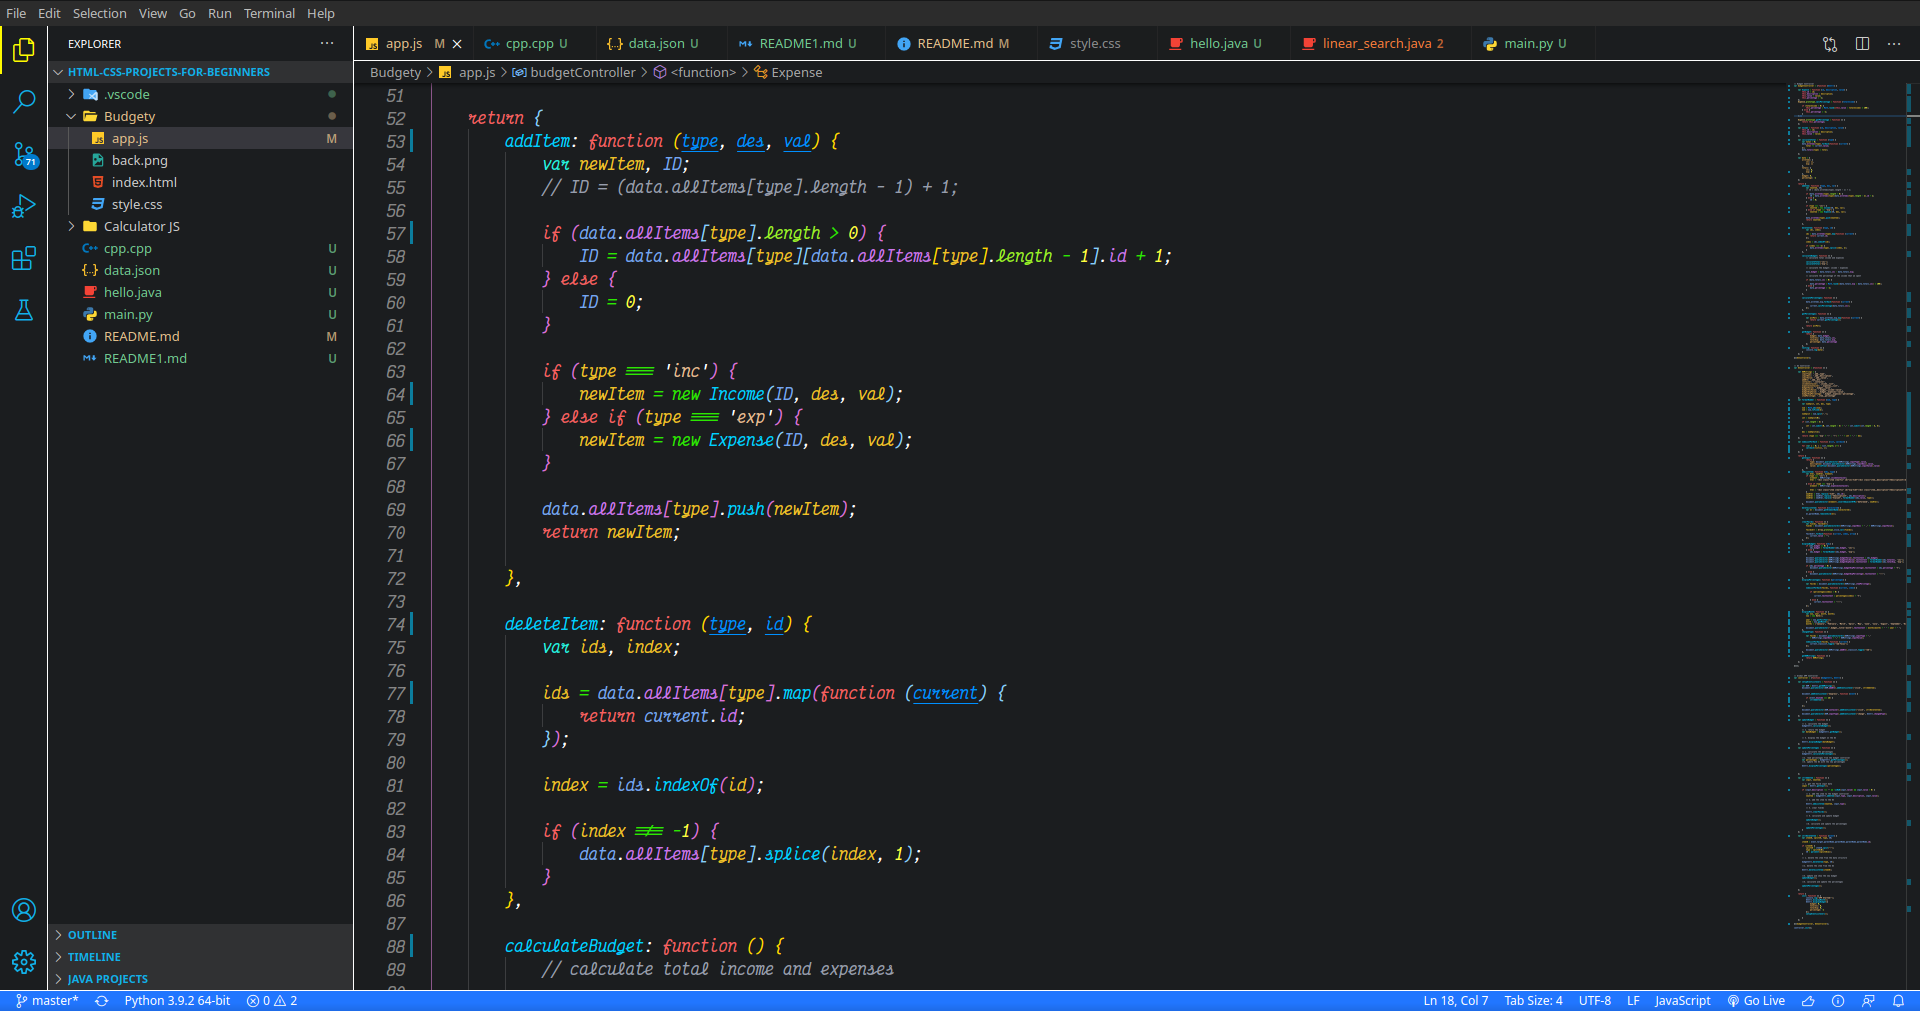 File Edit Selection View Go Run Terminal Help
EXPLORER ···
HTML-CSS-PROJECTS-FOR-BEGINNERS
.vscode
Budgety
app.js M
back.png
index.html
style.css
Calculator JS
cpp.cpp U
data.json U
hello.java U
main.py U
README.md M
README1.md U
OUTLINE
TIMELINE
JAVA PROJECTS
71
app.js M
cpp.cpp U
data.json U
README1.md U
README.md M
style.css
hello.java U
linear_search.java 2
main.py U
Budgety > app.js > budgetController > <function> > Expense
51
52 return {
53 addItem: function (type, des, val) {
54 var newItem, ID;
55 // ID = (data.allItems[type].length - 1) + 1;
56
57 if (data.allItems[type].length > 0) {
58 ID = data.allItems[type][data.allItems[type].length - 1].id + 1;
59 } else {
60 ID = 0;
61 }
62
63 if (type === 'inc') {
64 newItem = new Income(ID, des, val);
65 } else if (type === 'exp') {
66 newItem = new Expense(ID, des, val);
67 }
68
69 data.allItems[type].push(newItem);
70 return newItem;
71
72 },
73
74 deleteItem: function (type, id) {
75 var ids, index;
76
77 ids = data.allItems[type].map(function (current) {
78 return current.id;
79 });
80
81 index = ids.indexOf(id);
82
83 if (index !== -1) {
84 data.allItems[type].splice(index, 1);
85 }
86 },
87
88 calculateBudget: function () {
89 // calculate total income and expenses
master* Python 3.9.2 64-bit 0 2 Ln 18, Col 7 Tab Size: 4 UTF-8 LF JavaScript Go Live